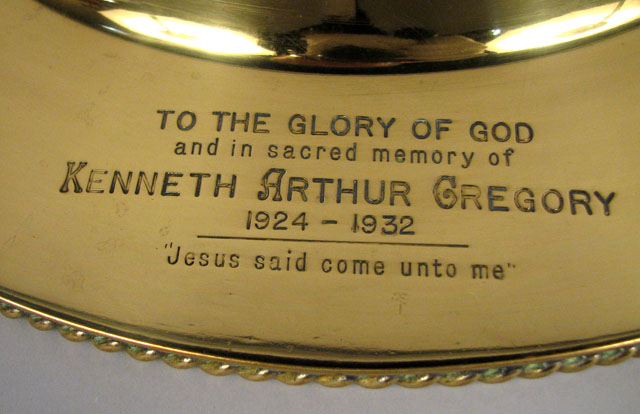 TO THE GLORY OF GOD
and in sacred memory of
KENNETH ARTHUR GREGORY
1924 - 1932
"Jesus said come unto me"